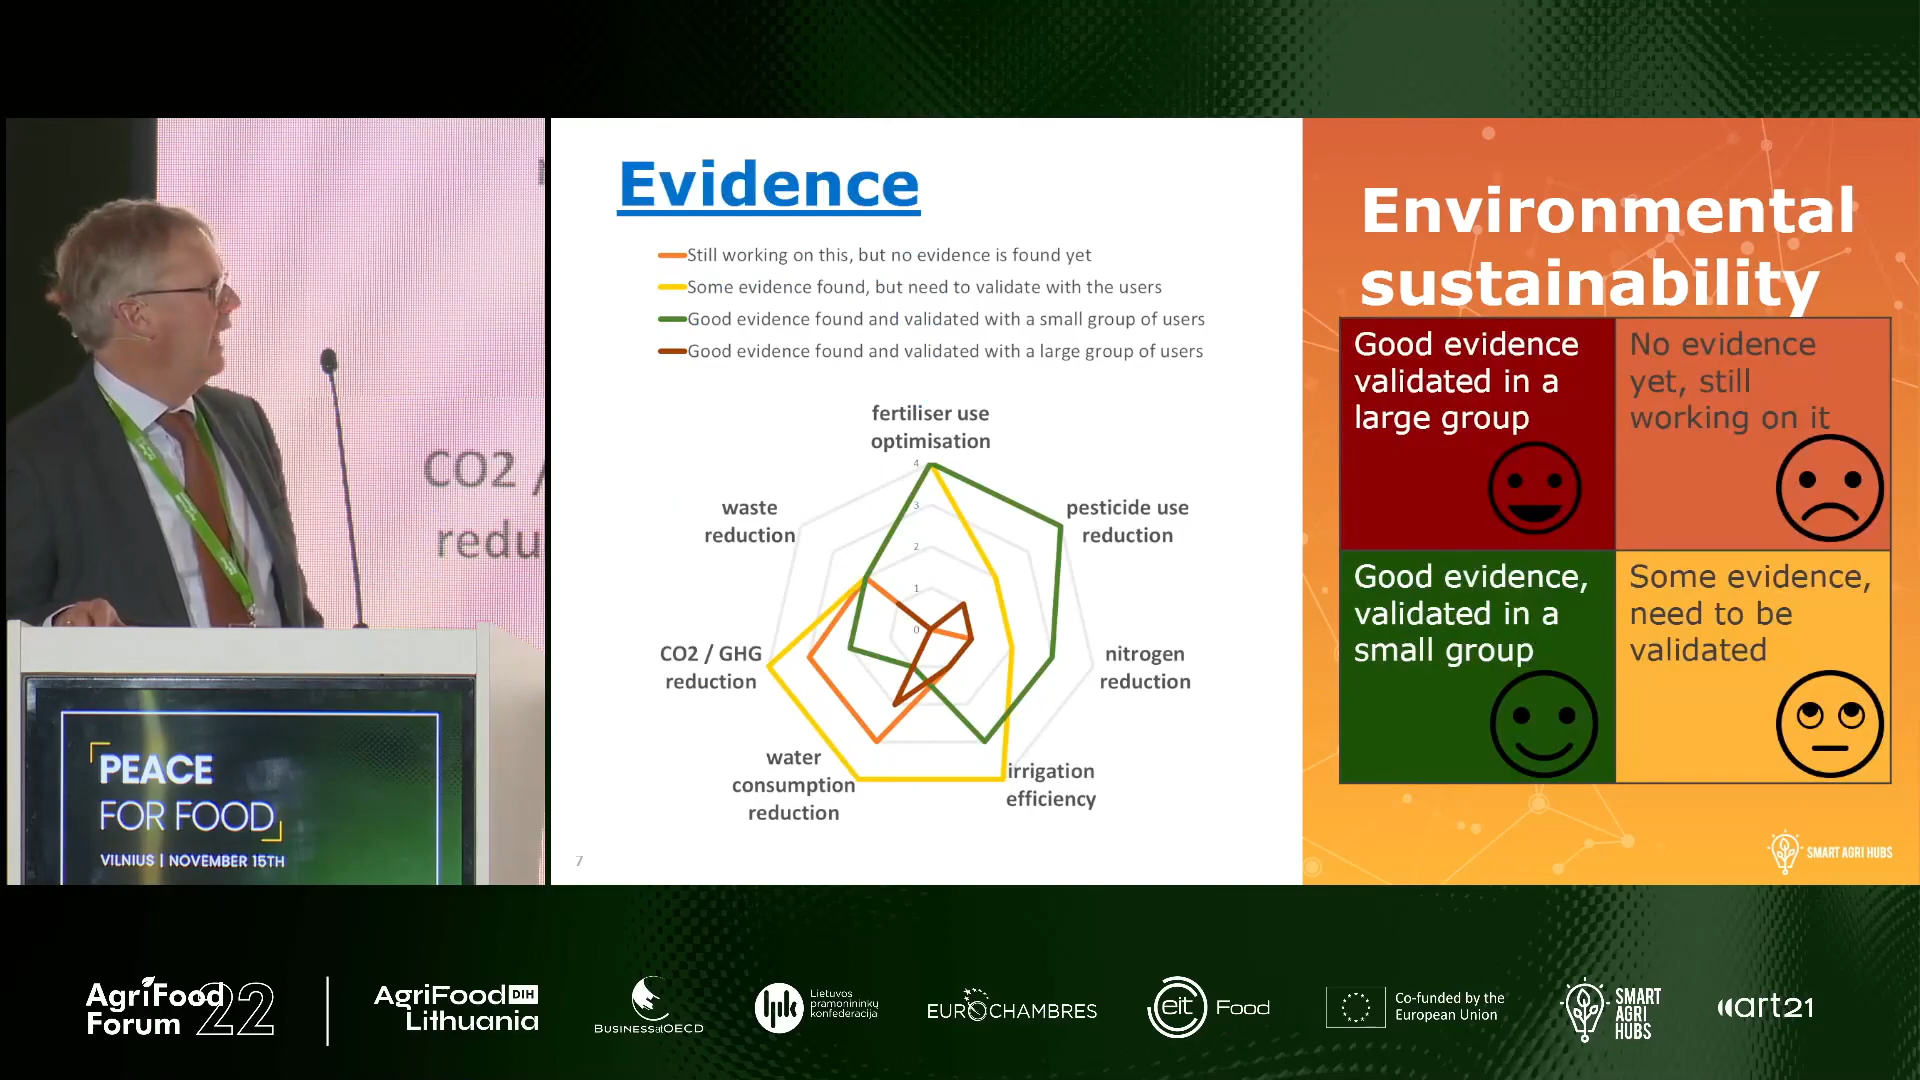 CO2 /
redu
PEACE
FOR FOOD
VILNIUS | NOVEMBER 15TH
Evidence
Still working on this, but no evidence is found yet
Some evidence found, but need to validate with the users
Good evidence found and validated with a small group of users
Good evidence found and validated with a large group of users
fertiliser use
optimisation
4
3
2
1
0
waste
reduction
pesticide use
reduction
CO2 / GHG
reduction
nitrogen
reduction
water
consumption
reduction
irrigation
efficiency
7
Environmental
sustainability
Good evidence
validated in a
large group
No evidence
yet, still
working on it
Good evidence,
validated in a
small group
Some evidence,
need to be
validated
SMART AGRI HUBS
AgriFood
Forum 22
AgriFood DIH
Lithuania
BUSINESS at OECD
lpk
Lietuvos
pramonininkų
konfederacija
EUROCHAMBRES
eit Food
Co-funded by the
European Union
SMART
AGRI
HUBS
art21